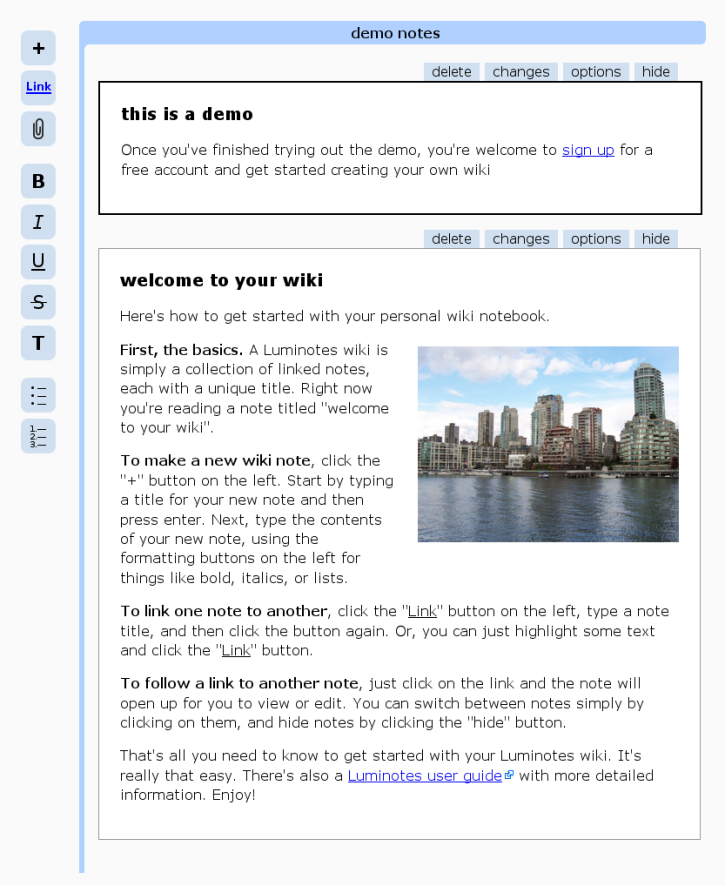 demo notes
+
Link
B
I
U
S
T
1
2
3
delete changes options hide
this is a demo
Once you've finished trying out the demo, you're welcome to sign up for a
free account and get started creating your own wiki
delete changes options hide
welcome to your wiki
Here's how to get started with your personal wiki notebook.
First, the basics. A Luminotes wiki is
simply a collection of linked notes,
each with a unique title. Right now
you're reading a note titled "welcome
to your wiki".
To make a new wiki note, click the
"+" button on the left. Start by typing
a title for your new note and then
press enter. Next, type the contents
of your new note, using the
formatting buttons on the left for
things like bold, italics, or lists.
To link one note to another, click the "Link" button on the left, type a note
title, and then click the button again. Or, you can just highlight some text
and click the "Link" button.
To follow a link to another note, just click on the link and the note will
open up for you to view or edit. You can switch between notes simply by
clicking on them, and hide notes by clicking the "hide" button.
That's all you need to know to get started with your Luminotes wiki. It's
really that easy. There's also a Luminotes user guide with more detailed
information. Enjoy!